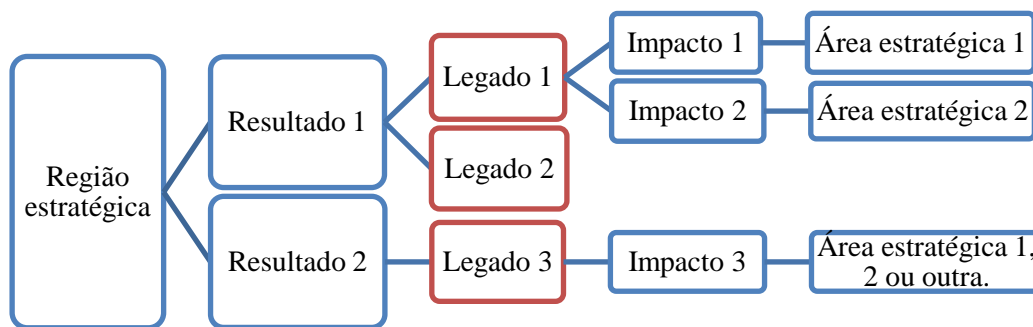 Região
estratégica
Resultado 1
Legado 1
Impacto 1
Área estratégica 1
Impacto 2
Área estratégica 2
Legado 2
Resultado 2
Legado 3
Impacto 3
Área estratégica 1,
2 ou outra.